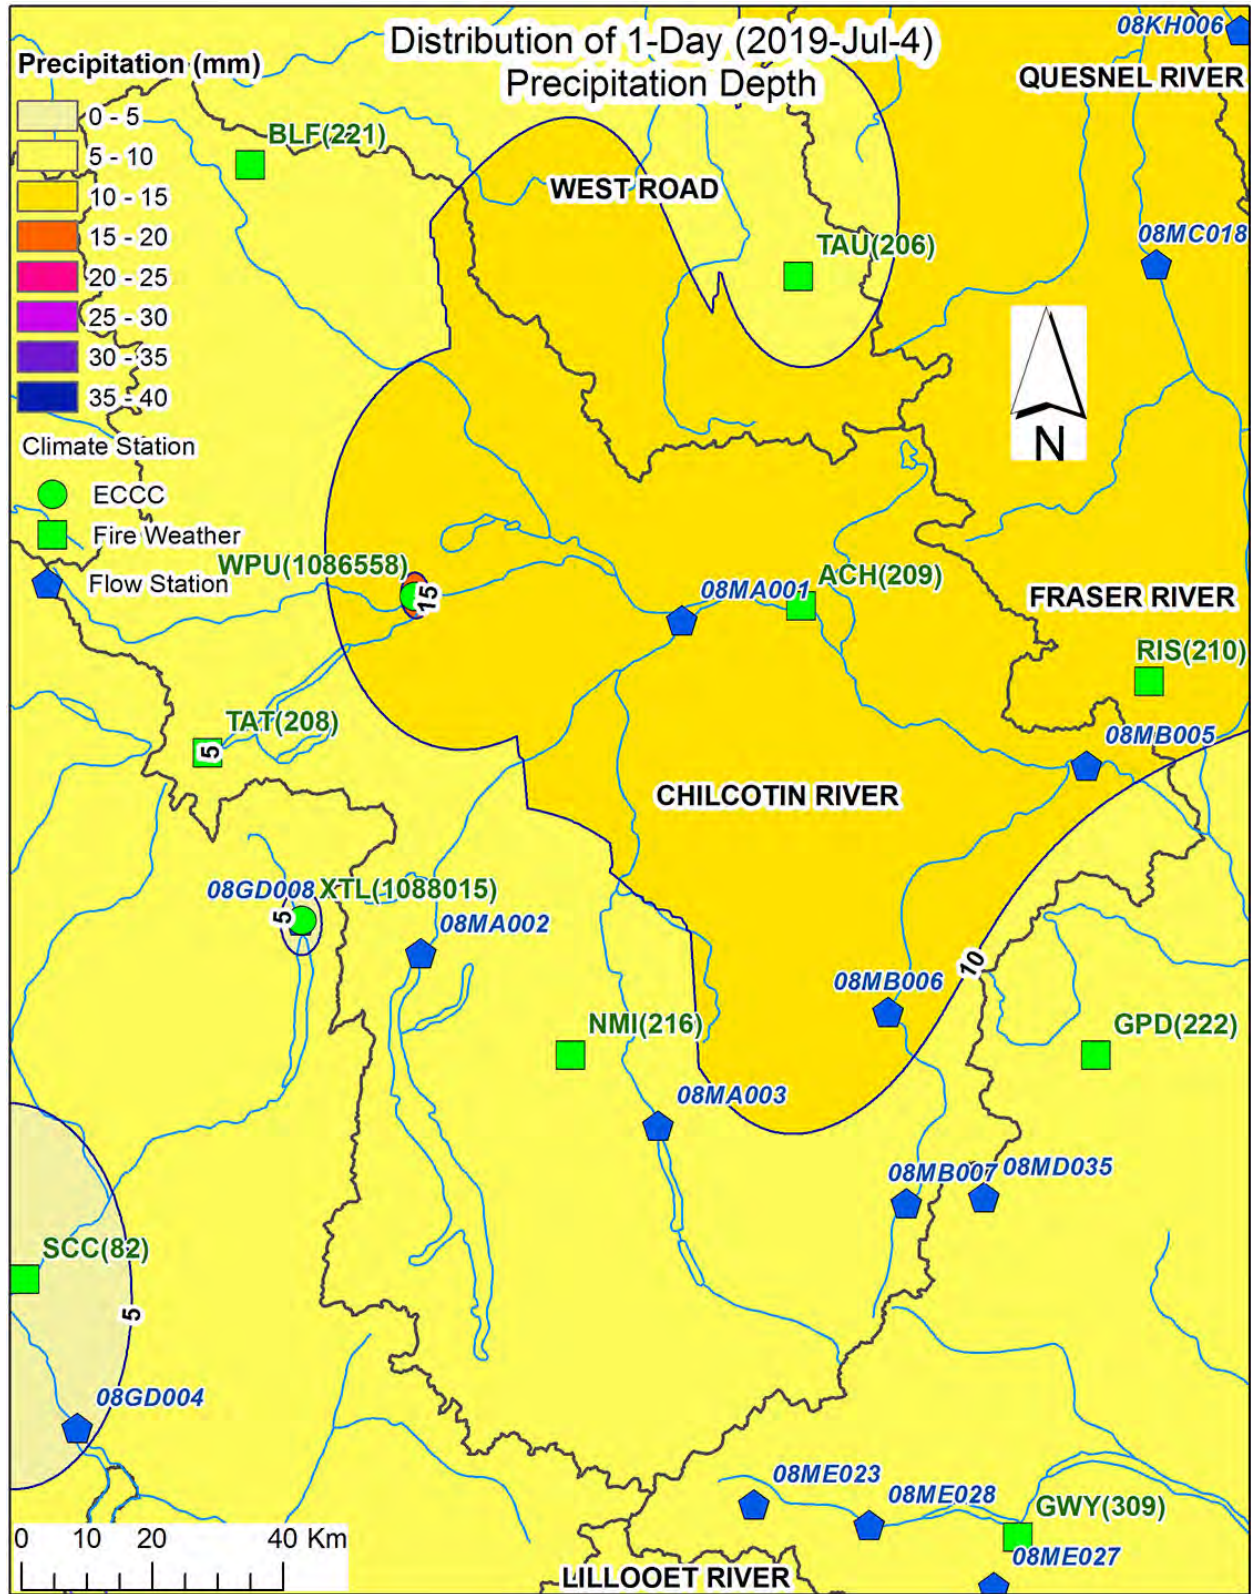 Distribution of 1-Day (2019-Jul-4)
Precipitation Depth
08KH006
QUESNEL RIVER
Precipitation (mm)
0 - 5
5 - 10
10 - 15
15 - 20
20 - 25
25 - 30
30 - 35
35 - 40
Climate Station
ECCC
Fire Weather
Flow Station
BLF(221)
WEST ROAD
TAU(206)
08MC018
N
WPU(1086558)
15
08MA001
ACH(209)
FRASER RIVER
RIS(210)
TAT(208)
5
08MB005
CHILCOTIN RIVER
08GD008
XTL(1088015)
5
08MA002
10
08MB006
NMI(216)
GPD(222)
08MA003
08MB007
08MD035
SCC(82)
5
08GD004
08ME023
08ME028
GWY(309)
08ME027
LILLOOET RIVER
0 10 20 40 Km